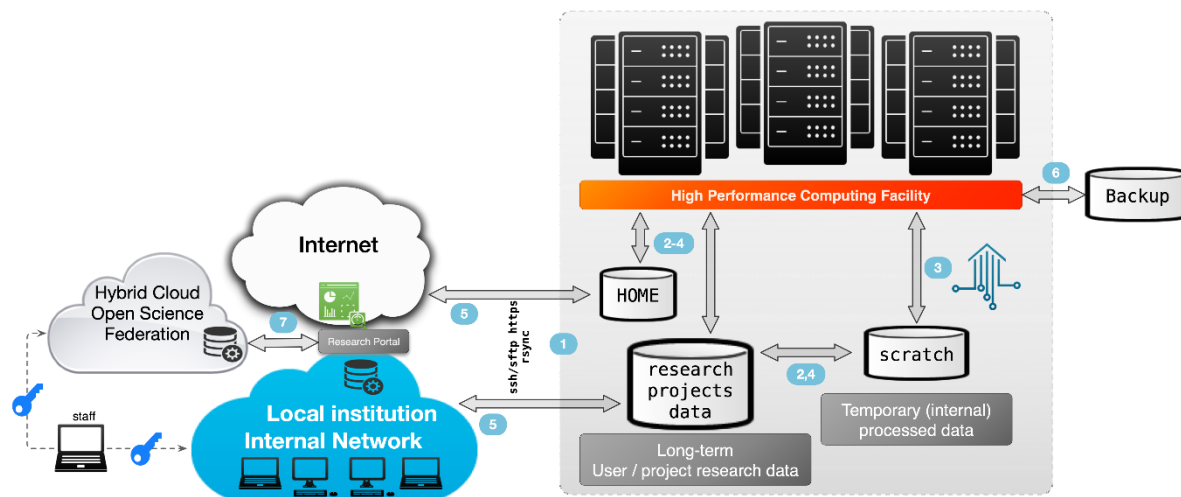 High Performance Computing Facility
6
Backup
Internet
2-4
3
HOME
Hybrid Cloud
Open Science
Federation
5
7
Research Portal
ssh/sftp https
rsync
1
research
projects
data
2,4
scratch
staff
Local institution
Internal Network
5
Temporary (internal)
processed data
Long-term
User / project research data